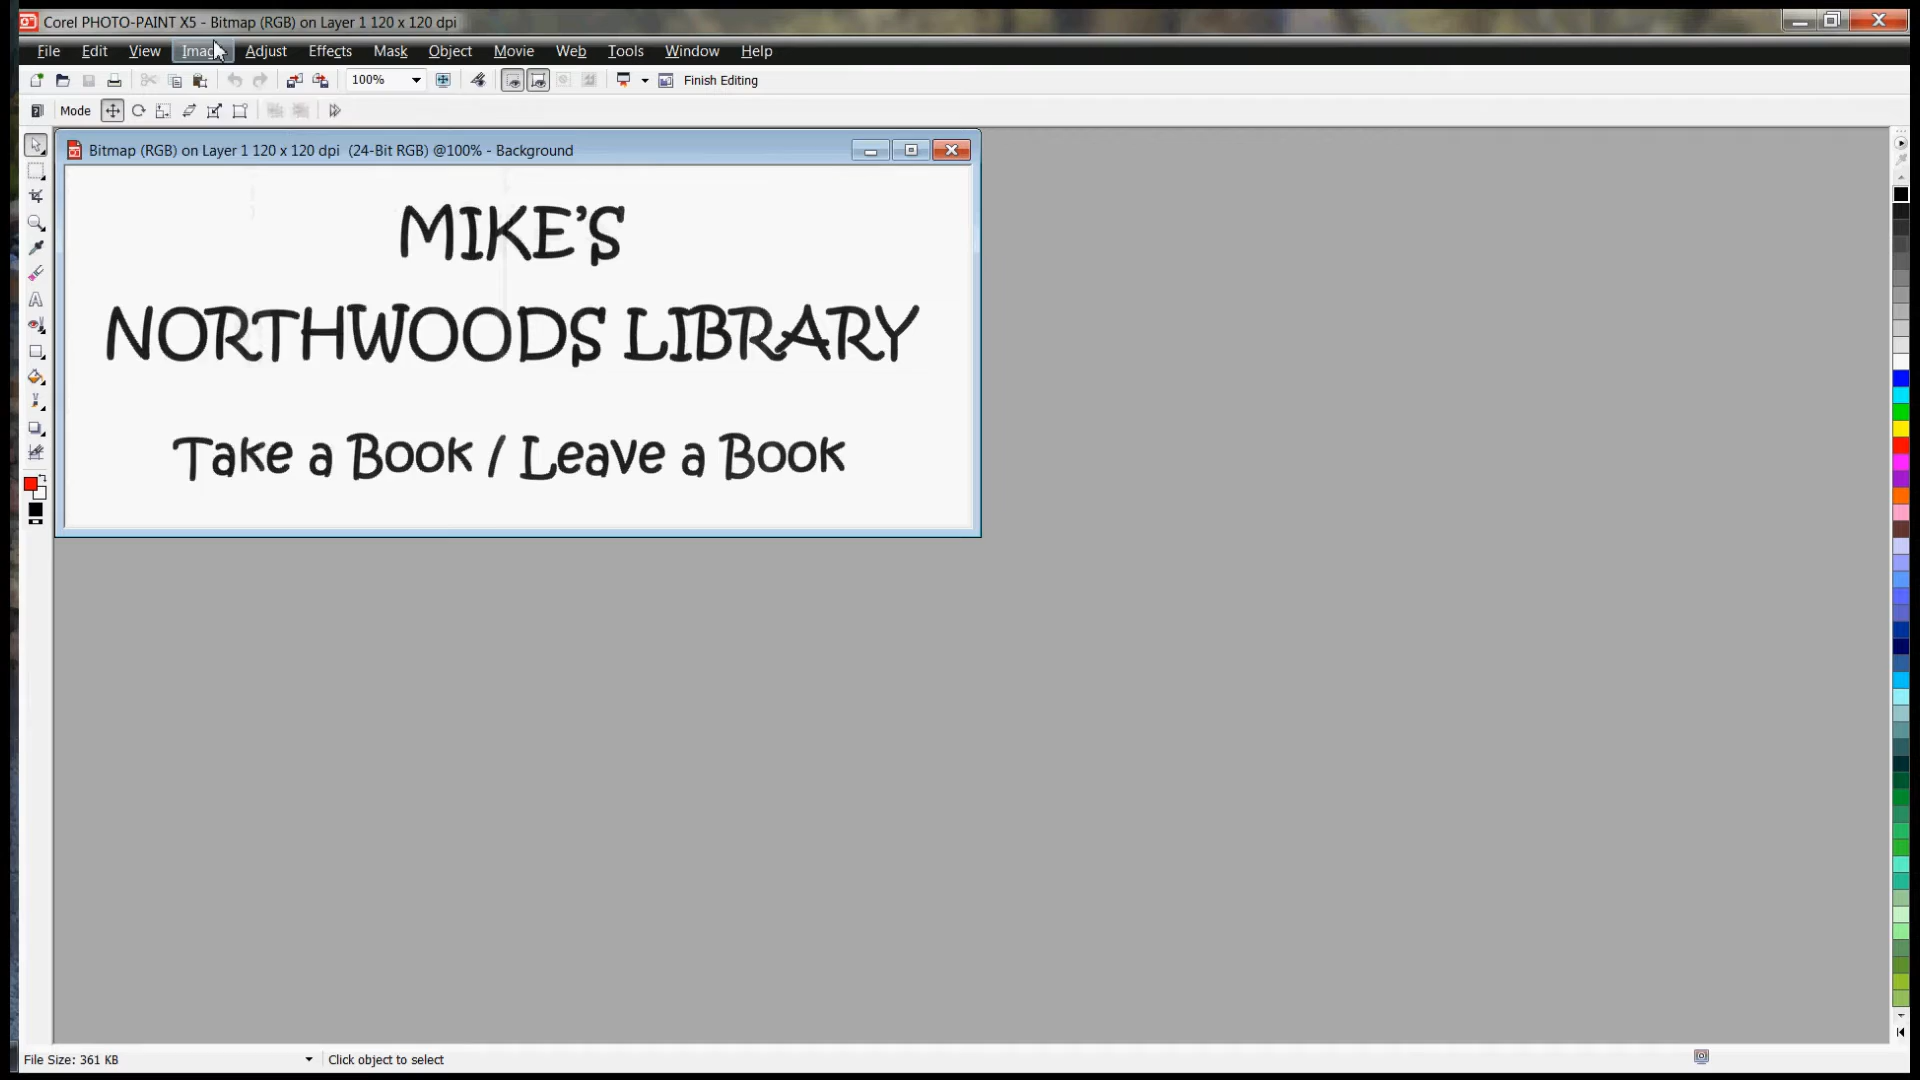 Corel PHOTO-PAINT X5 - Bitmap (RGB) on Layer 1 120 x 120 dpi
File Edit View Image Adjust Effects Mask Object Movie Web Tools Window Help
100% Finish Editing
Mode
Bitmap (RGB) on Layer 1 120 x 120 dpi (24-Bit RGB) @100% - Background
MIKE'S
NORTHWOODS LIBRARY
Take a Book / Leave a Book
File Size: 361 KB Click object to select